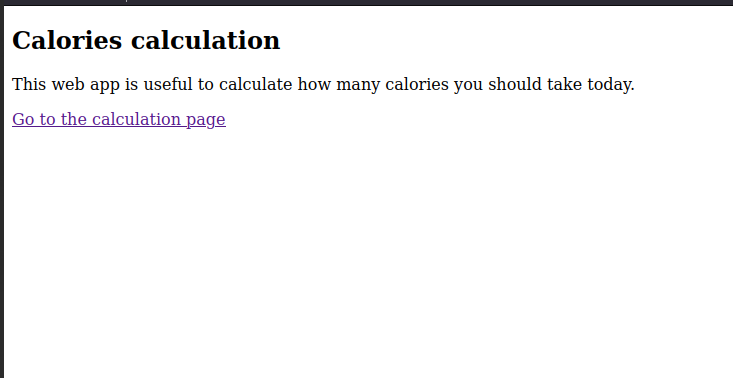 Calories calculation
This web app is useful to calculate how many calories you should take today.
Go to the calculation page